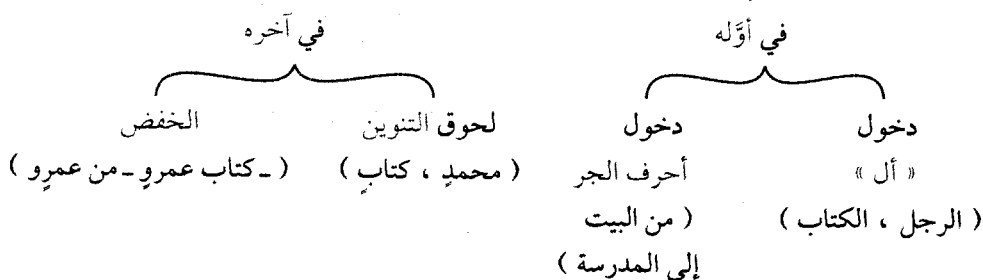 في أوَّله في آخره
دخول دخول لحوق التنوين الخفض
« أل » أحرف الجر ( محمدٍ ، كتابٍ ) ( ـ كتاب عمروٍ ـ من عمرٍو )
( الرجل ، الكتاب ) ( من البيت
إلى المدرسة )